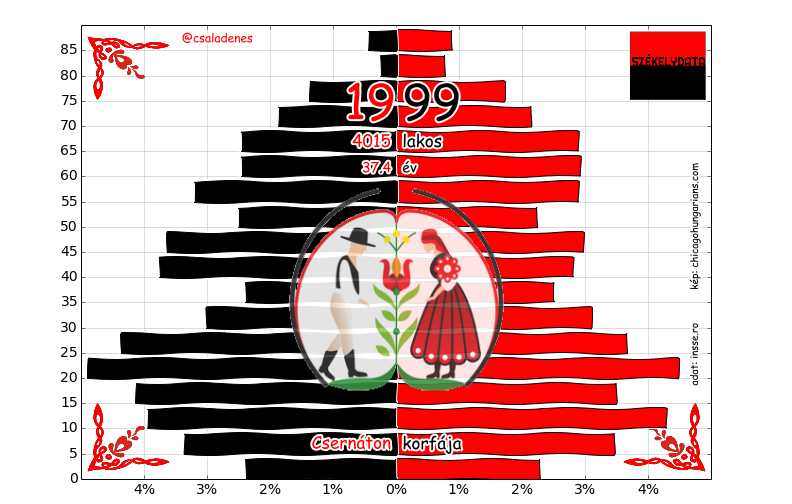 @csaladenes
SZÉKELYDATA
1999
4015 lakos
37.4 év
kép: chicagohungarians.com
adat: insse.ro
Csernáton korfája
85
80
75
70
65
60
55
50
45
40
35
30
25
20
15
10
5
0
4% 3% 2% 1% 0% 1% 2% 3% 4%